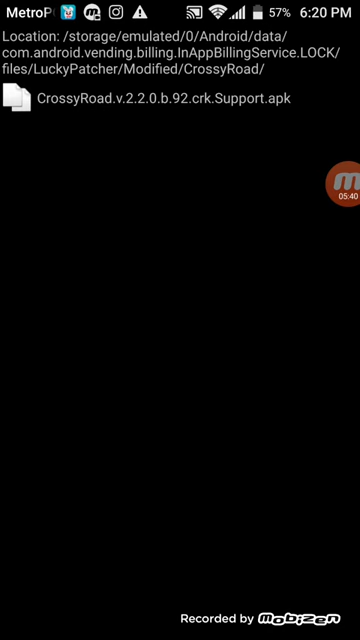 MetroP
57% 6:20 PM
Location: /storage/emulated/0/Android/data/
com.android.vending.billing.InAppBillingService.LOCK/
files/LuckyPatcher/Modified/CrossyRoad/
CrossyRoad.v.2.2.0.b.92.crk.Support.apk
05:40
Recorded by mobizen